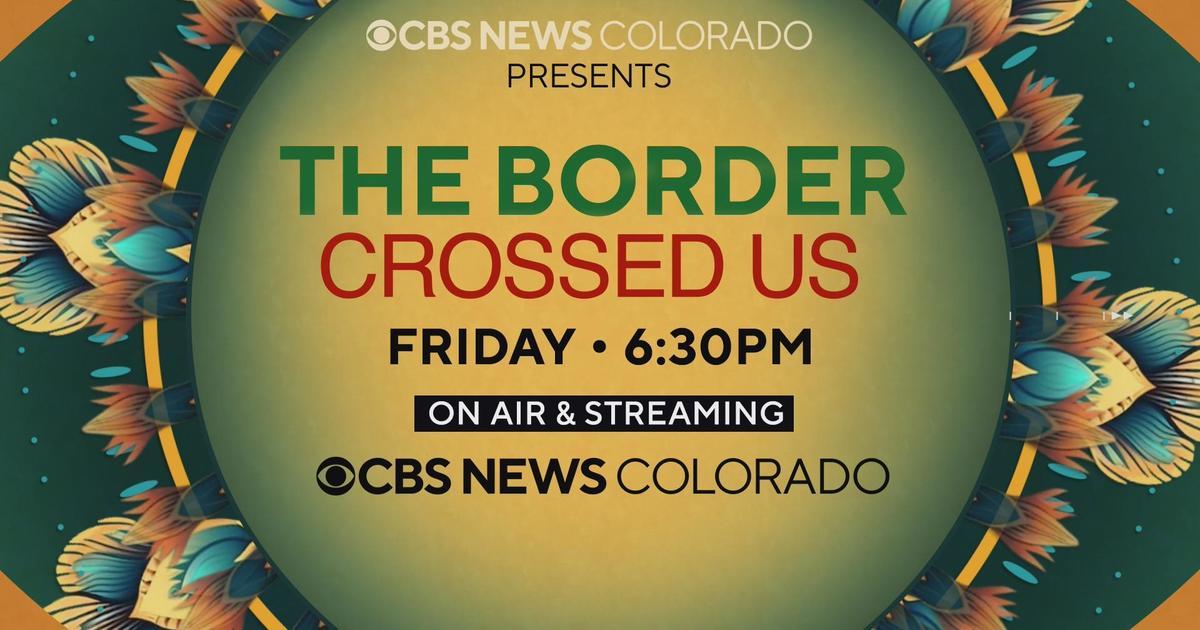 CBS NEWS COLORADO
PRESENTS
THE BORDER
CROSSED US
FRIDAY • 6:30PM
ON AIR & STREAMING
CBS NEWS COLORADO